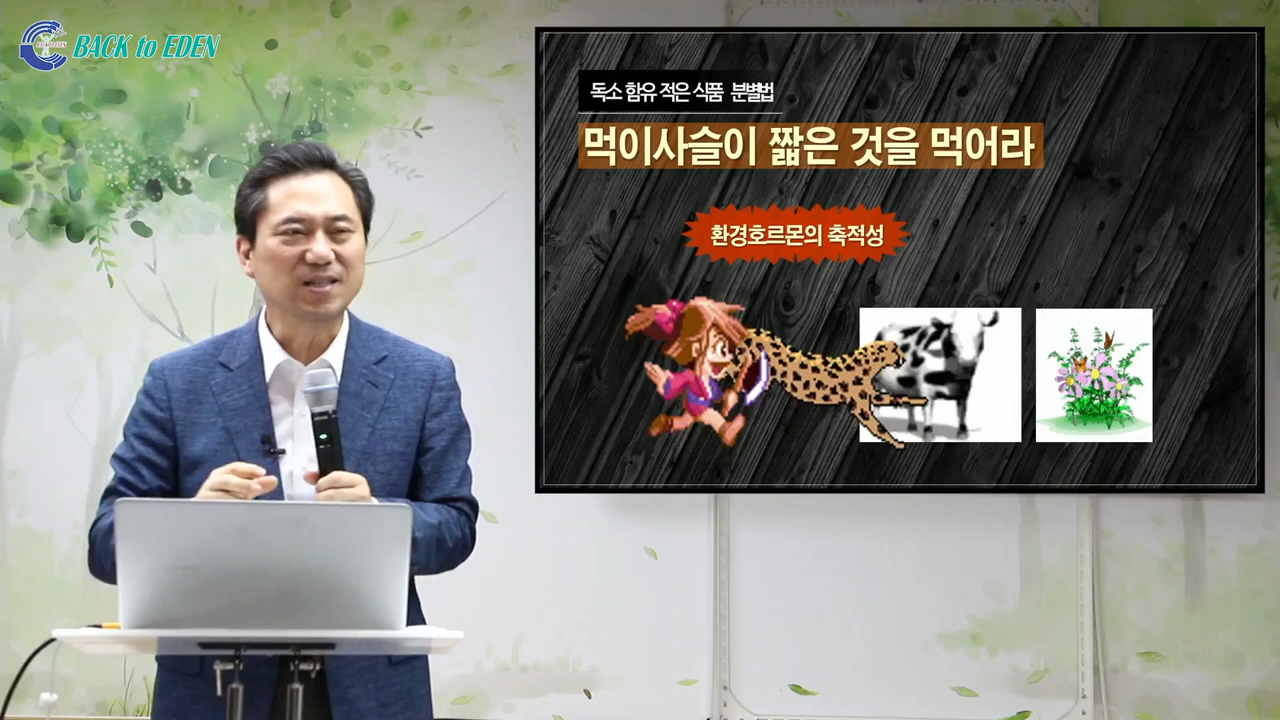 BACK to EDEN
독소 함유 적은 식품 분별법
먹이사슬이 짧은 것을 먹어라
환경호르몬의 축적성